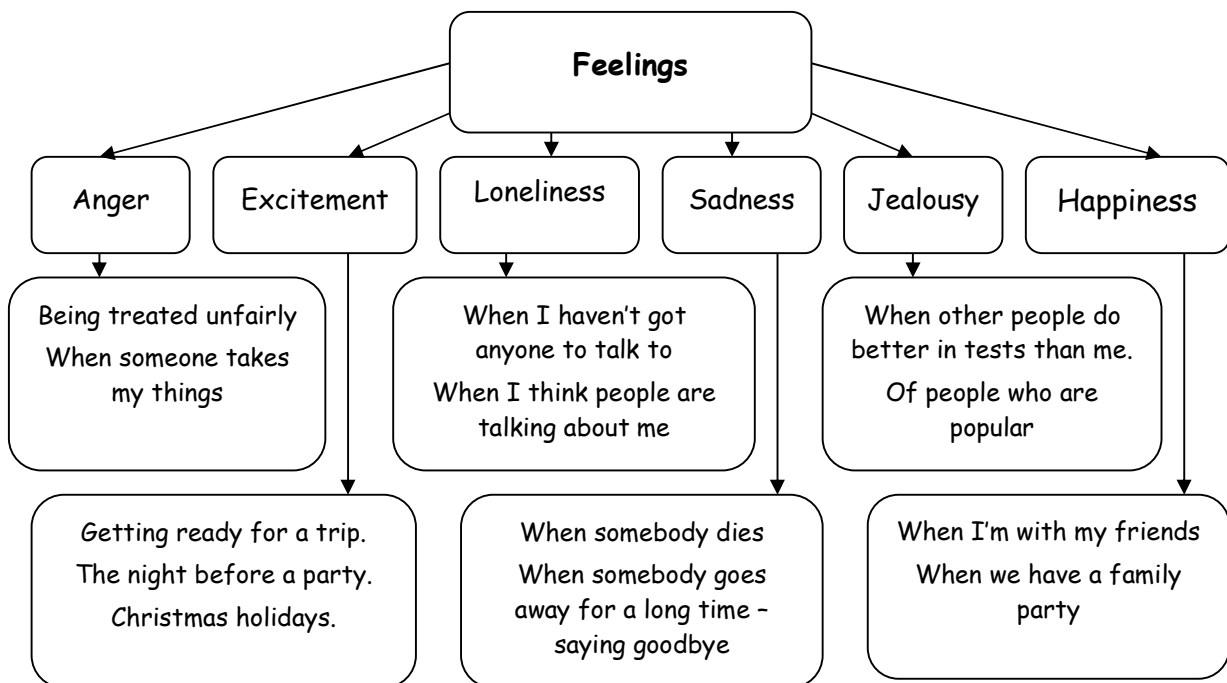 Feelings
Anger
Excitement
Loneliness
Sadness
Jealousy
Happiness
Being treated unfairly
When someone takes
my things
When I haven't got
anyone to talk to
When I think people are
talking about me
When other people do
better in tests than me.
Of people who are
popular
Getting ready for a trip.
The night before a party.
Christmas holidays.
When somebody dies
When somebody goes
away for a long time –
saying goodbye
When I'm with my friends
When we have a family
party